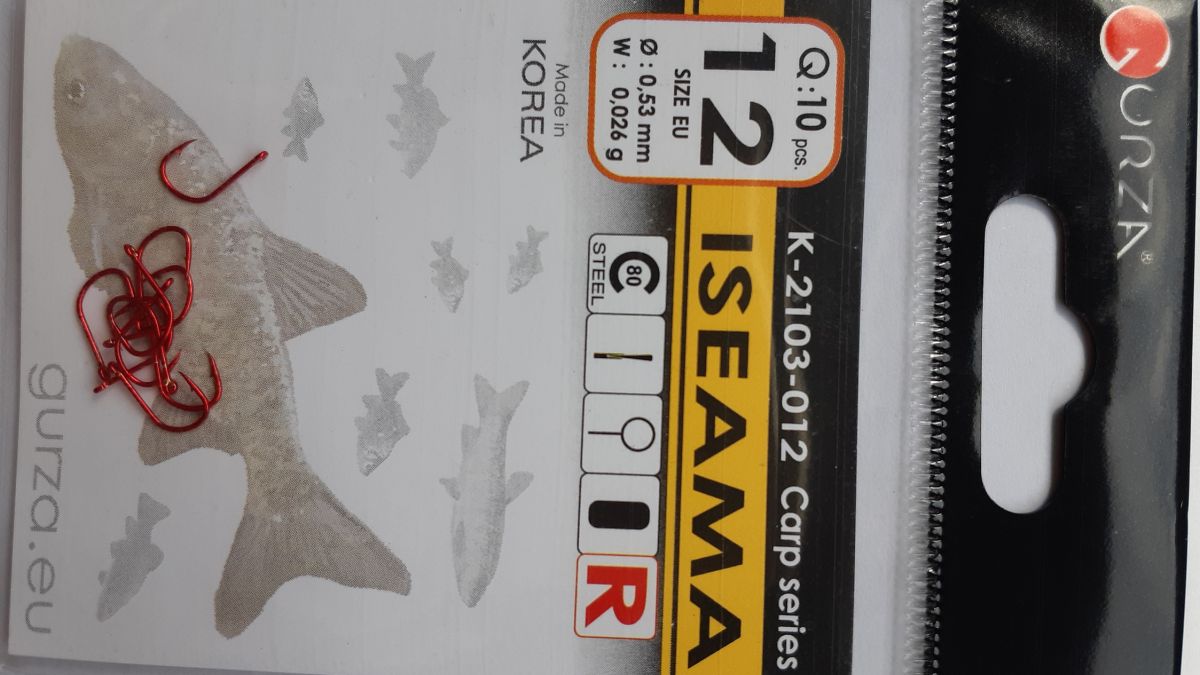 GURZA®
Q:10 pcs.
12
SIZE EU
Ø: 0,53 mm
W: 0,026 g
K-2103-012 Carp series
ISEAMA
80
STEEL
R
Made in
KOREA
gurza.eu